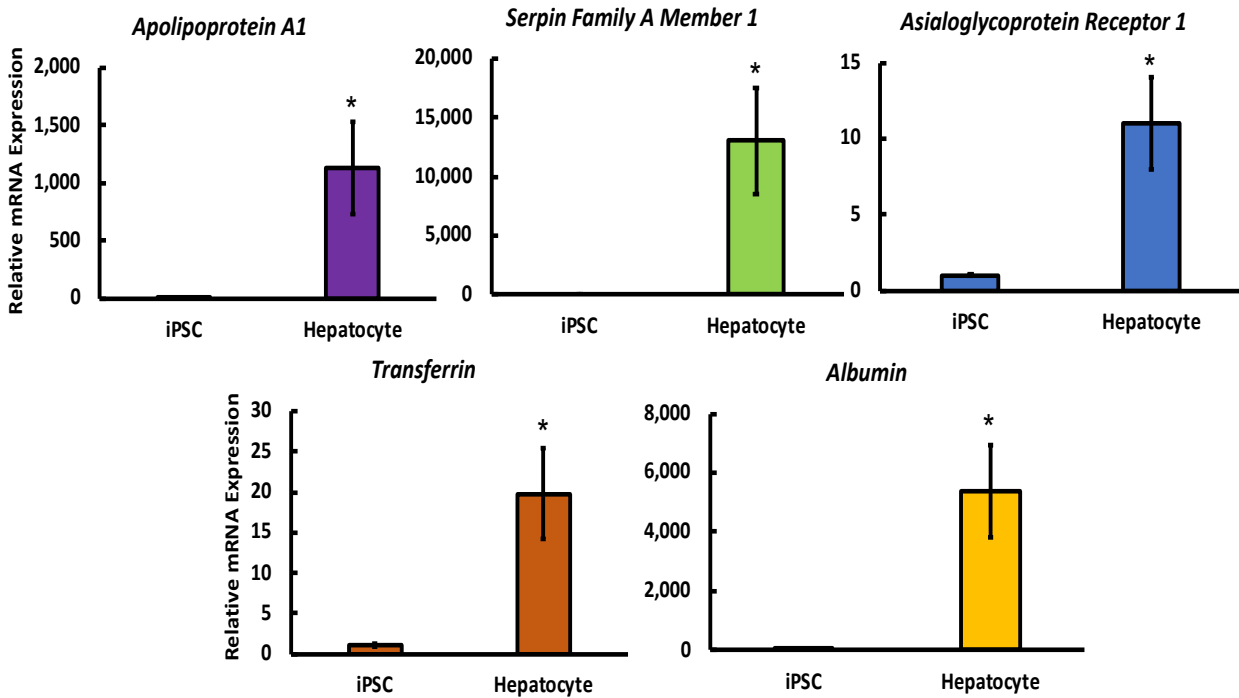 Apolipoprotein A1
Relative mRNA Expression
2,000
1,500
1,000
500
0
*
iPSC
Hepatocyte
Serpin Family A Member 1
20,000
15,000
10,000
5,000
0
*
iPSC
Hepatocyte
Asialoglycoprotein Receptor 1
15
10
5
0
*
iPSC
Hepatocyte
Transferrin
Relative mRNA Expression
30
25
20
15
10
5
0
*
iPSC
Hepatocyte
Albumin
8,000
6,000
4,000
2,000
0
*
iPSC
Hepatocyte